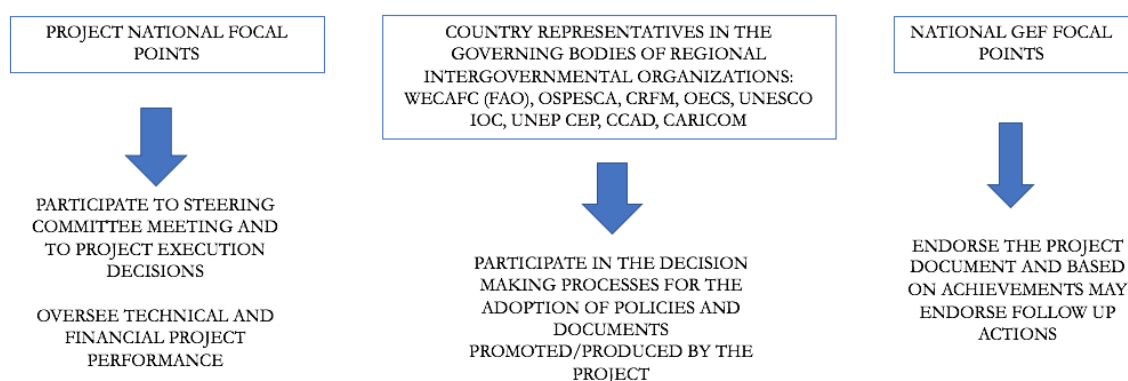 PROJECT NATIONAL FOCAL
POINTS
COUNTRY REPRESENTATIVES IN THE
GOVERNING BODIES OF REGIONAL
INTERGOVERNMENTAL ORGANIZATIONS:
WECAFC (FAO), OSPESCA, CRFM, OECS, UNESCO
IOC, UNEP CEP, CCAD, CARICOM
NATIONAL GEF FOCAL
POINTS
PARTICIPATE TO STEERING
COMMITTEE MEETING AND
TO PROJECT EXECUTION
DECISIONS
OVERSEE TECHNICAL AND
FINANCIAL PROJECT
PERFORMANCE
PARTICIPATE IN THE DECISION
MAKING PROCESSES FOR THE
ADOPTION OF POLICIES AND
DOCUMENTS
PROMOTED/PRODUCED BY THE
PROJECT
ENDORSE THE PROJECT
DOCUMENT AND BASED
ON ACHIEVEMENTS MAY
ENDORSE FOLLOW UP
ACTIONS